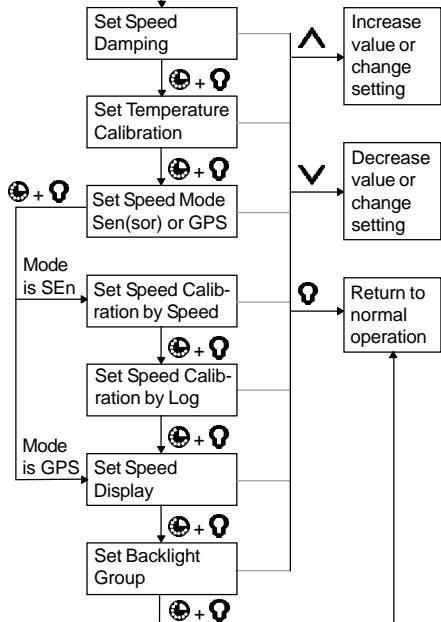 Set Speed
Damping
Increase
value or
change
setting
+
Set Temperature
Calibration
+
Decrease
value or
change
setting
+
Set Speed Mode
Sen(sor) or GPS
Mode
is SEn
Set Speed Calib-
ration by Speed
Return to
normal
operation
+
Set Speed Calib-
ration by Log
+
Mode
is GPS
Set Speed
Display
+
Set Backlight
Group
+